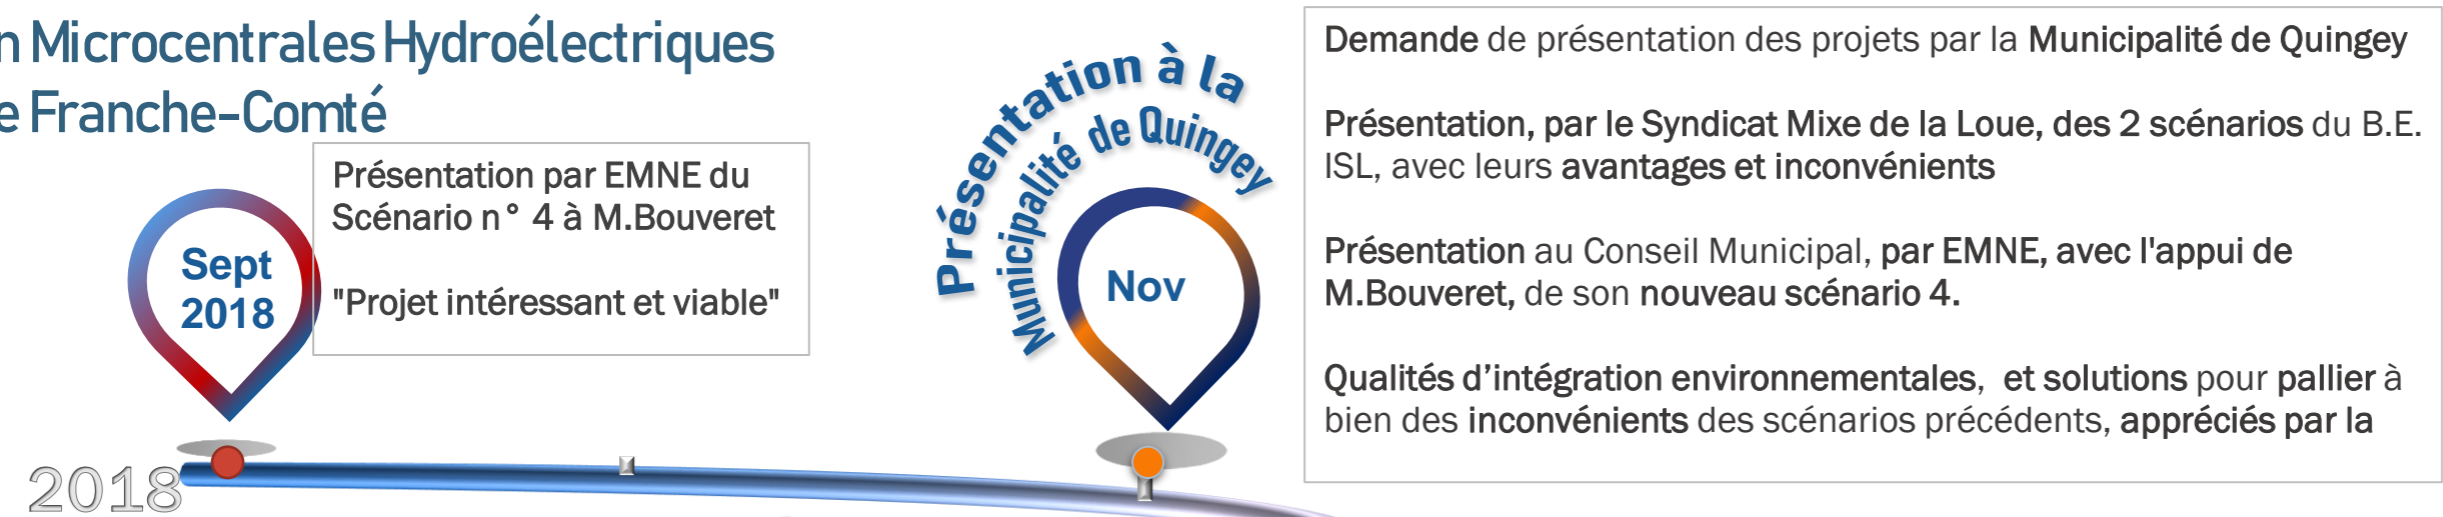 n Microcentrales Hydroélectriques
e Franche-Comté
Présentation par EMNE du
Scénario n° 4 à M.Bouveret
"Projet intéressant et viable"
Sept
2018
Présentation à la
Municipalité de Quingey
Nov
Demande de présentation des projets par la Municipalité de Quingey
Présentation, par le Syndicat Mixe de la Loue, des 2 scénarios du B.E.
ISL, avec leurs avantages et inconvénients
Présentation au Conseil Municipal, par EMNE, avec l'appui de
M.Bouveret, de son nouveau scénario 4.
Qualités d’intégration environnementales, et solutions pour pallier à
bien des inconvénients des scénarios précédents, appréciés par la
2018